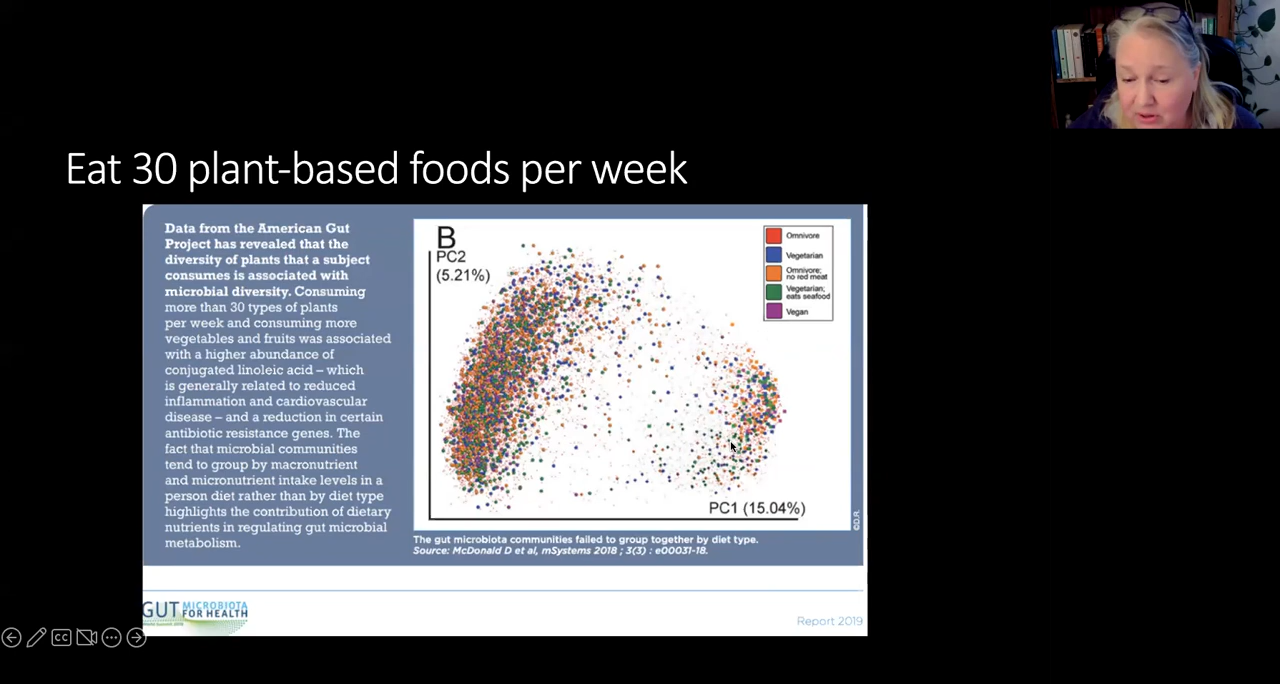 Eat 30 plant-based foods per week
Data from the American Gut
Project has revealed that the
diversity of plants that a subject
consumes is associated with
microbial diversity. Consuming
more than 30 types of plants
per week and consuming more
vegetables and fruits was associated
with a higher abundance of
conjugated linoleic acid – which
is generally related to reduced
inflammation and cardiovascular
disease – and a reduction in certain
antibiotic resistance genes. The
fact that microbial communities
tend to group by macronutrient
and micronutrient intake levels in a
person diet rather than by diet type
highlights the contribution of dietary
nutrients in regulating gut microbial
metabolism.
B
PC2
(5.21%)
Omnivore
Vegetarian
Omnivore;
no red meat
Vegetarian;
eats seafood
Vegan
PC1 (15.04%)
©D.R.
The gut microbiota communities failed to group together by diet type.
Source: McDonald D et al, mSystems 2018 ; 3(3) : e00031-18.
GUT MICROBIOTA
FOR HEALTH
World Summit 2019
Report 2019
CC